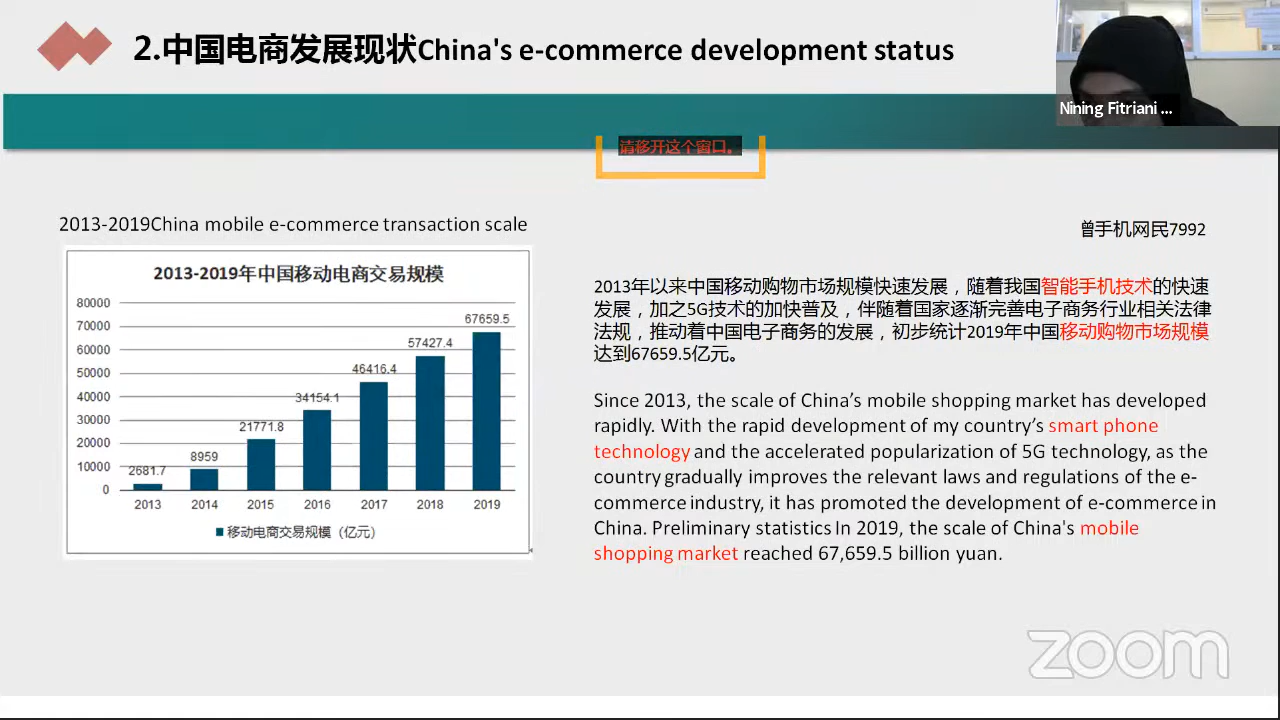 2.中国电商发展现状China's e-commerce development status
Nining Fitriani ...
请移开这个窗口。
2013-2019China mobile e-commerce transaction scale
曾手机网民7992
2013-2019年中国移动电商交易规模
80000
70000
60000
50000
40000
30000
20000
10000
0
2681.7
8959
21771.8
34154.1
46416.4
57427.4
67659.5
2013 2014 2015 2016 2017 2018 2019
移动电商交易规模（亿元）
2013年以来中国移动购物市场规模快速发展，随着我国智能手机技术的快速
发展，加之5G技术的加快普及，伴随着国家逐渐完善电子商务行业相关法律
法规，推动着中国电子商务的发展，初步统计2019年中国移动购物市场规模
达到67659.5亿元。
Since 2013, the scale of China’s mobile shopping market has developed
rapidly. With the rapid development of my country’s smart phone
technology and the accelerated popularization of 5G technology, as the
country gradually improves the relevant laws and regulations of the e-
commerce industry, it has promoted the development of e-commerce in
China. Preliminary statistics In 2019, the scale of China's mobile
shopping market reached 67,659.5 billion yuan.
zoom